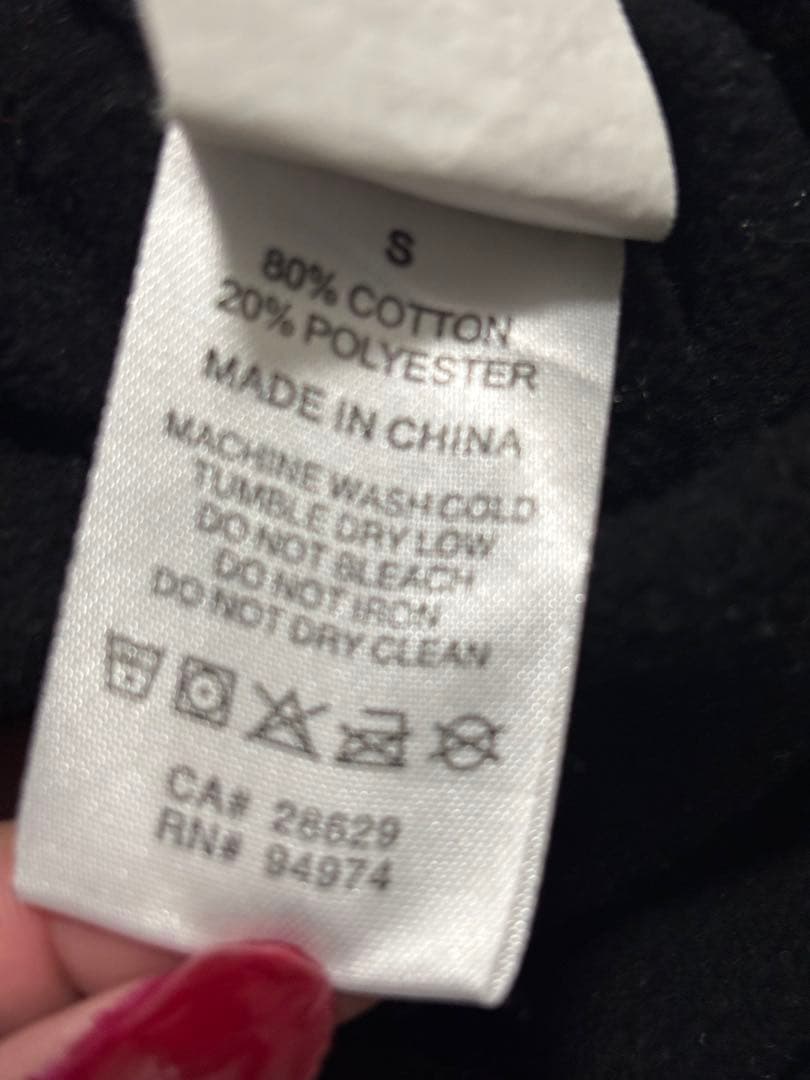 S
80% COTTON
20% POLYESTER
MADE IN CHINA
MACHINE WASH COLD
TUMBLE DRY LOW
DO NOT BLEACH
DO NOT IRON
DO NOT DRY CLEAN
CA# 28629
RN# 94974